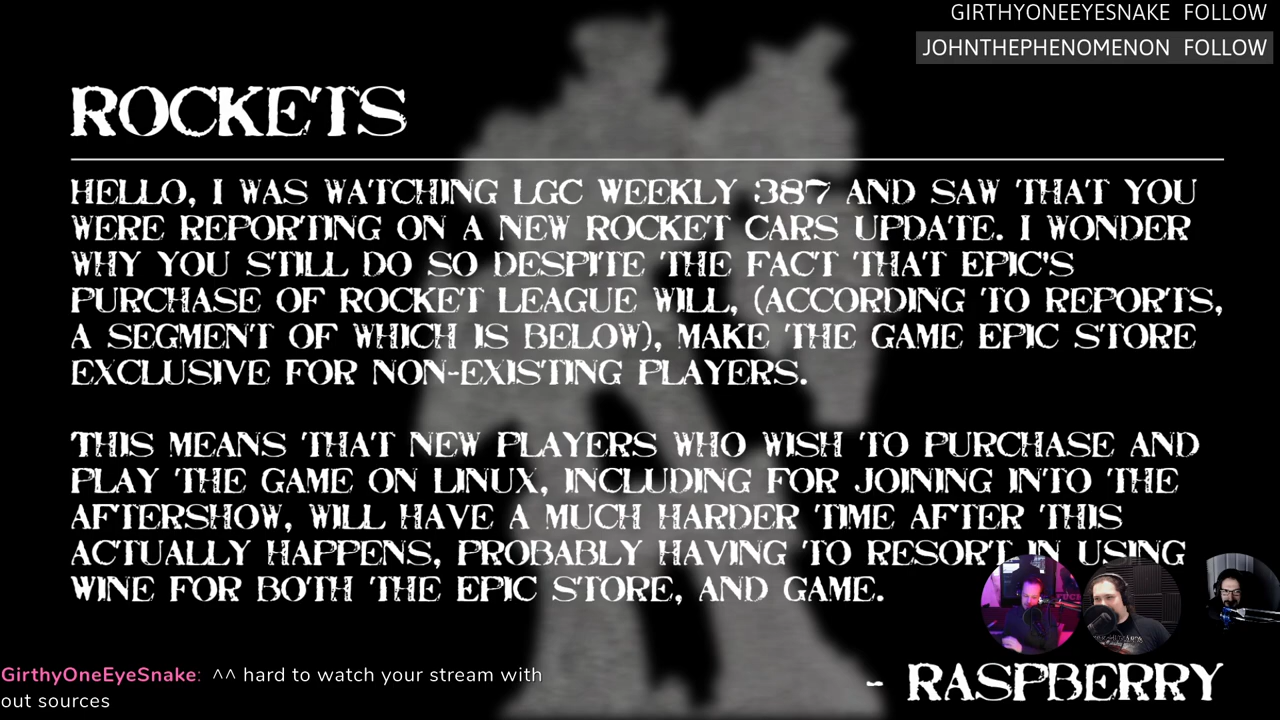 GIRTHYONEEYESNAKE FOLLOW
JOHNTHEPHENOMENON FOLLOW
ROCKETS
HELLO, I WAS WATCHING LGC WEEKLY 387 AND SAW THAT YOU
WERE REPORTING ON A NEW ROCKET CARS UPDATE. I WONDER
WHY YOU STILL DO SO DESPITE THE FACT THAT EPIC'S
PURCHASE OF ROCKET LEAGUE WILL, (ACCORDING TO REPORTS,
A SEGMENT OF WHICH IS BELOW), MAKE THE GAME EPIC STORE
EXCLUSIVE FOR NON-EXISTING PLAYERS.
THIS MEANS THAT NEW PLAYERS WHO WISH TO PURCHASE AND
PLAY THE GAME ON LINUX, INCLUDING FOR JOINING INTO THE
AFTERSHOW, WILL HAVE A MUCH HARDER TIME AFTER THIS
ACTUALLY HAPPENS, PROBABLY HAVING TO RESORT IN USING
WINE FOR BOTH THE EPIC STORE, AND GAME.
- RASPBERRY
GirthyOneEyeSnake: ^^ hard to watch your stream with
out sources